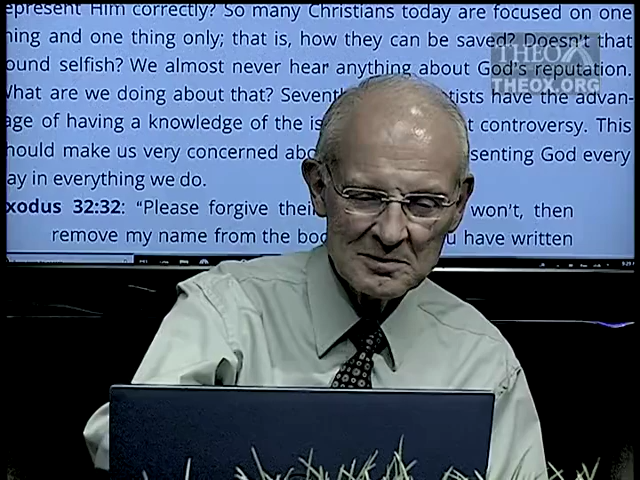 epresent Him correctly? So many Christians today are focused on one
ning and one thing only; that is, how they can be saved? Doesn't that
ound selfish? We almost never hear anything about God's reputation.
What are we doing about that? Sevent tists have the advan-
age of having a knowledge of the is t controversy. This
hould make us very concerned abo senting God every
ay in everything we do.
xodus 32:32: "Please forgive thei won't, then
remove my name from the boo u have written
THEOX
THEOX.ORG